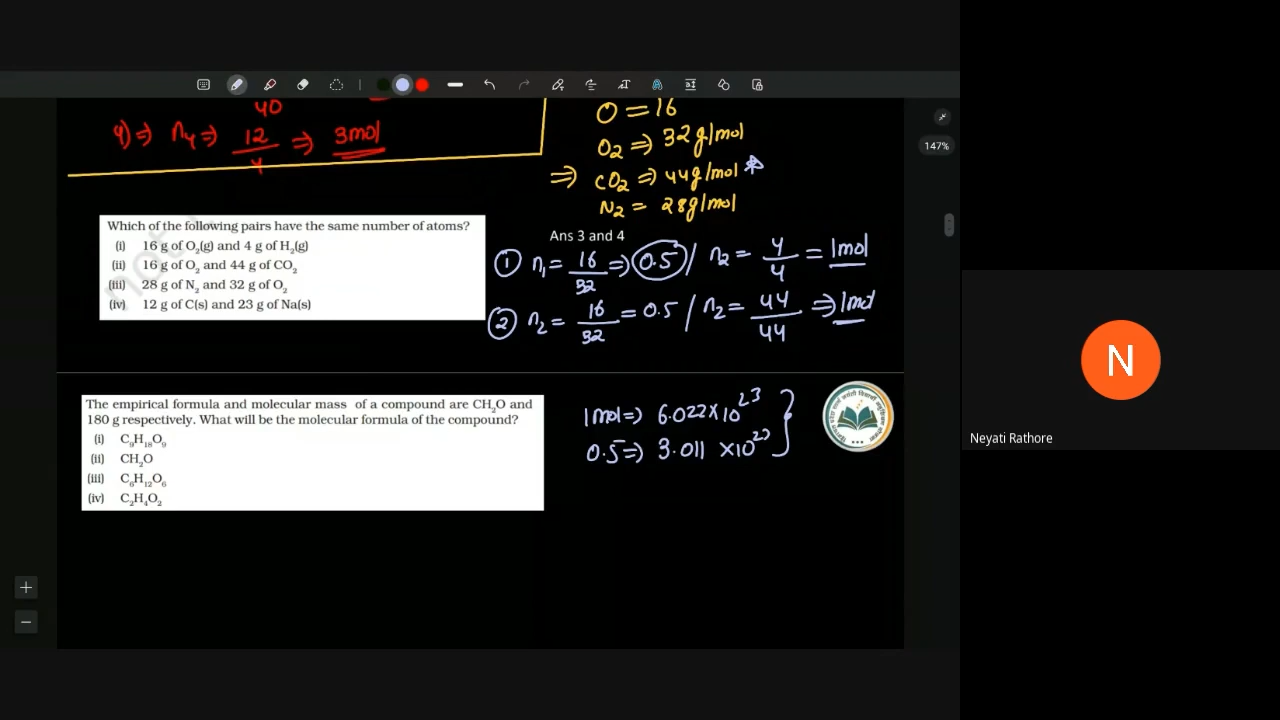 40
4) ⇒ n₄ ⇒ 12/4 ⇒ 3mol
O = 16
O₂ ⇒ 32 g/mol
⇒ CO₂ ⇒ 44 g/mol *
N₂ = 28 g/mol
Which of the following pairs have the same number of atoms?
(i) 16 g of O₂(g) and 4 g of H₂(g)
(ii) 16 g of O₂ and 44 g of CO₂
(iii) 28 g of N₂ and 32 g of O₂
(iv) 12 g of C(s) and 23 g of Na(s)
Ans 3 and 4
① n₁ = 16/32 ⇒ 0.5 / n₂ = 4/4 = 1mol
② n₂ = 16/32 = 0.5 / n₂ = 44/44 ⇒ 1mol
The empirical formula and molecular mass of a compound are CH₂O and
180 g respectively. What will be the molecular formula of the compound?
(i) C₉H₁₈O₉
(ii) CH₂O
(iii) C₆H₁₂O₆
(iv) C₂H₄O₂
1mol ⇒ 6.022 × 10²³
0.5 ⇒ 3.011 × 10²³
147%
N
Neyati Rathore